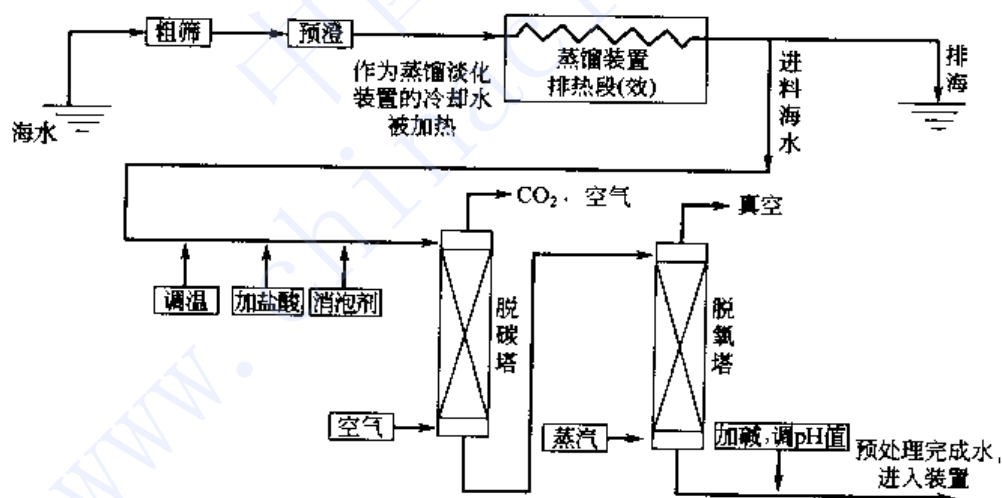 粗筛
预澄
海水
作为蒸馏淡化
装置的冷却水
被加热
蒸馏装置
排热段(效)
进料海水
排海
CO₂,空气
真空
调温
加盐酸
消泡剂
脱碳塔
脱氧塔
空气
蒸汽
加碱,调pH值
预处理完成水,
进入装置